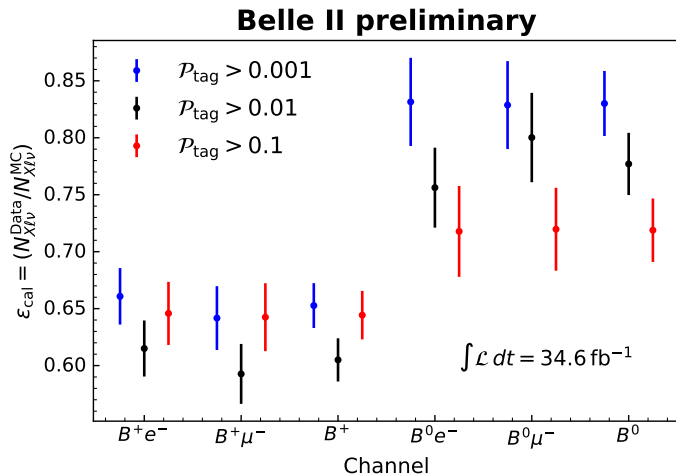 Belle II preliminary
𝒫tag > 0.001
𝒫tag > 0.01
𝒫tag > 0.1
0.85
0.80
0.75
0.70
0.65
0.60
εcal = (N^Data_Xℓν/N^MC_Xℓν)
∫ℒ dt = 34.6 fb⁻¹
B⁺e⁻ B⁺μ⁻ B⁺ B⁰e⁻ B⁰μ⁻ B⁰
Channel